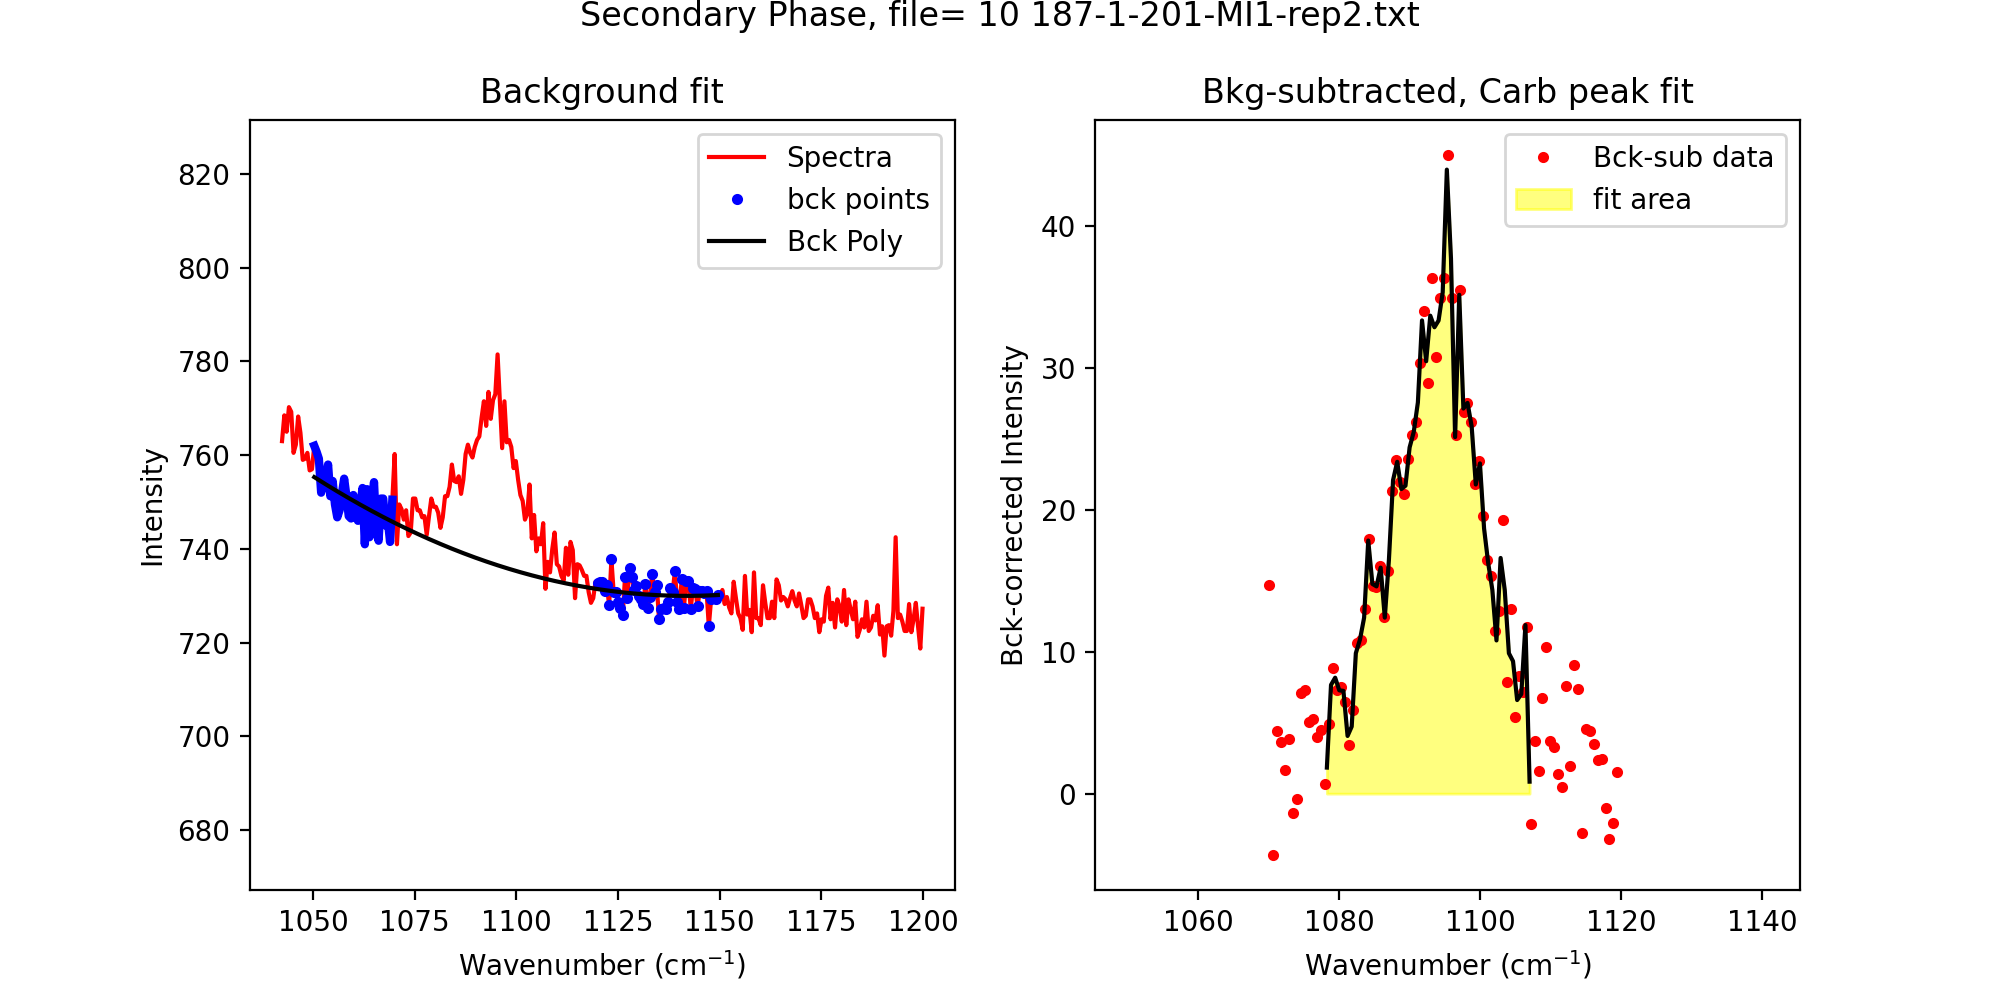 Secondary Phase, file= 10 187-1-201-MI1-rep2.txt
Background fit
820
800
780
760
740
720
700
680
Intensity
1050 1075 1100 1125 1150 1175 1200
Wavenumber (cm⁻¹)
Spectra
bck points
Bck Poly
Bkg-subtracted, Carb peak fit
40
30
20
10
0
Bck-corrected Intensity
1060 1080 1100 1120 1140
Wavenumber (cm⁻¹)
Bck-sub data
fit area